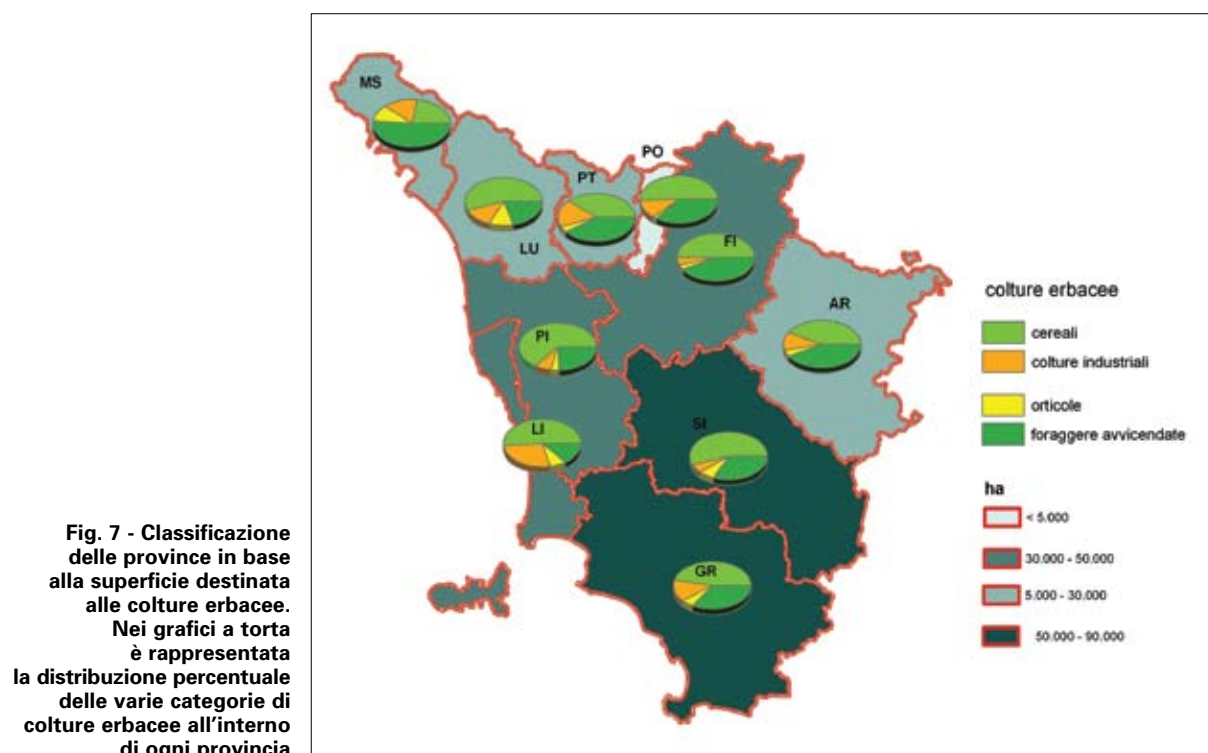 MS
PO
PT
LU
FI
AR
PI
LI
SI
GR
colture erbacee
cereali
colture industriali
orticole
foraggere avvicendate
ha
< 5.000
30.000 - 50.000
5.000 - 30.000
50.000 - 90.000
Fig. 7 - Classificazione
delle province in base
alla superficie destinata
alle colture erbacee.
Nei grafici a torta
è rappresentata
la distribuzione percentuale
delle varie categorie di
colture erbacee all'interno
di ogni provincia